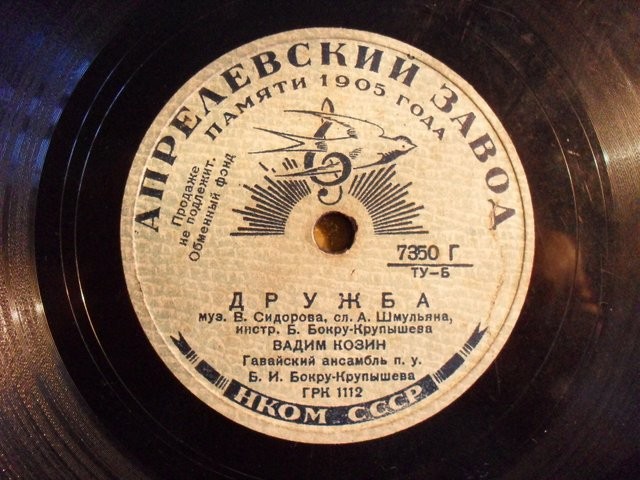 АПРЕЛЕВСКИЙ ЗАВОД
ПАМЯТИ 1905 ГОДА
Продаже
не подлежит.
Обменный фонд
7350 Г
ТУ-Б
ДРУЖБА
муз. В. Сидорова, сл. А. Шмульяна,
инстр. Б. Бокру-Крупышева
ВАДИМ КОЗИН
Гавайский ансамбль п. у.
Б. И. Бокру-Крупышева
ГРК 1112
НКОМ СССР